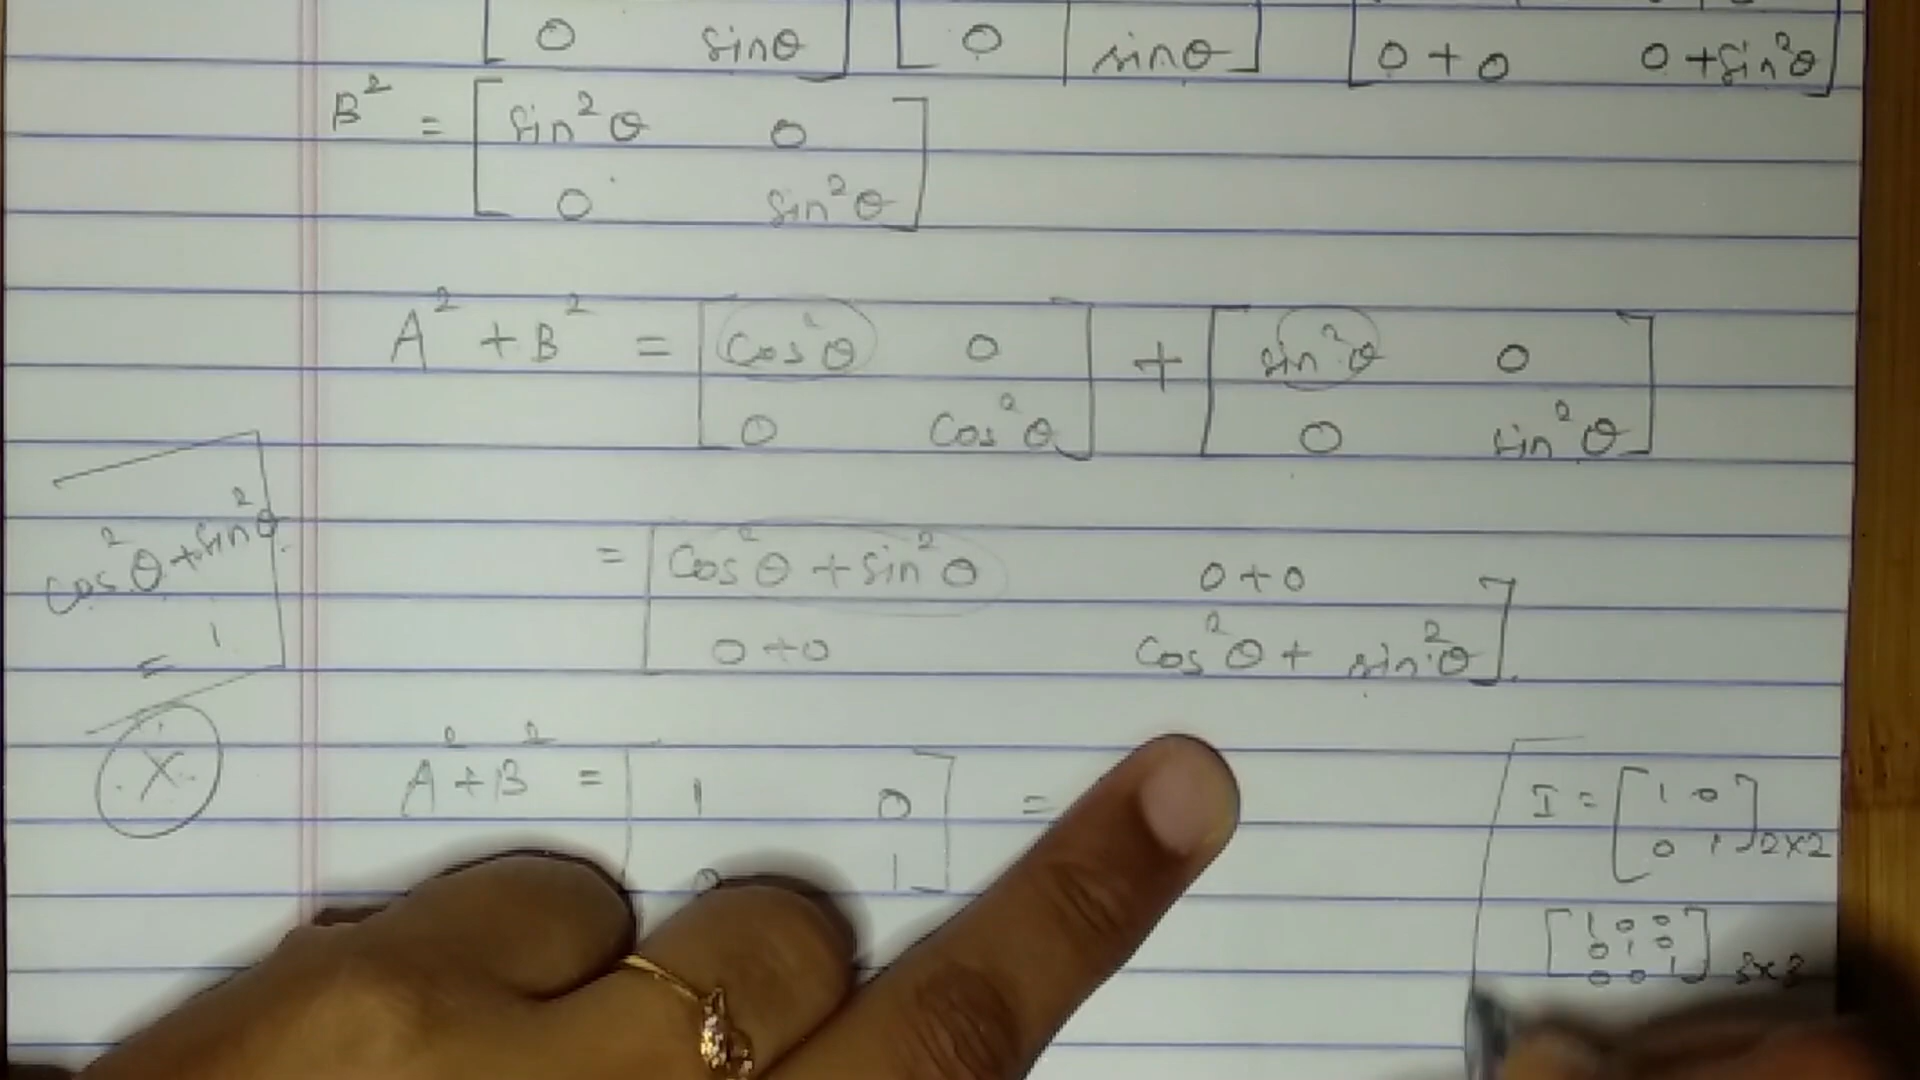 [0 sinθ] [0 sinθ] [0 + 0 0 + sin²θ]
B² = [sin²θ 0
0 sin²θ]
A² + B² = [cos²θ 0 + [sin²θ 0
0 cos²θ] 0 sin²θ]
cos²θ + sin²θ
= 1
= [cos²θ + sin²θ 0 + 0
0 + 0 cos²θ + sin²θ]
X
A² + B² = [1 0 =
0 1]
I = [1 0
0 1] 2×2
[1 0 0
0 1 0
0 0 1] 3×3